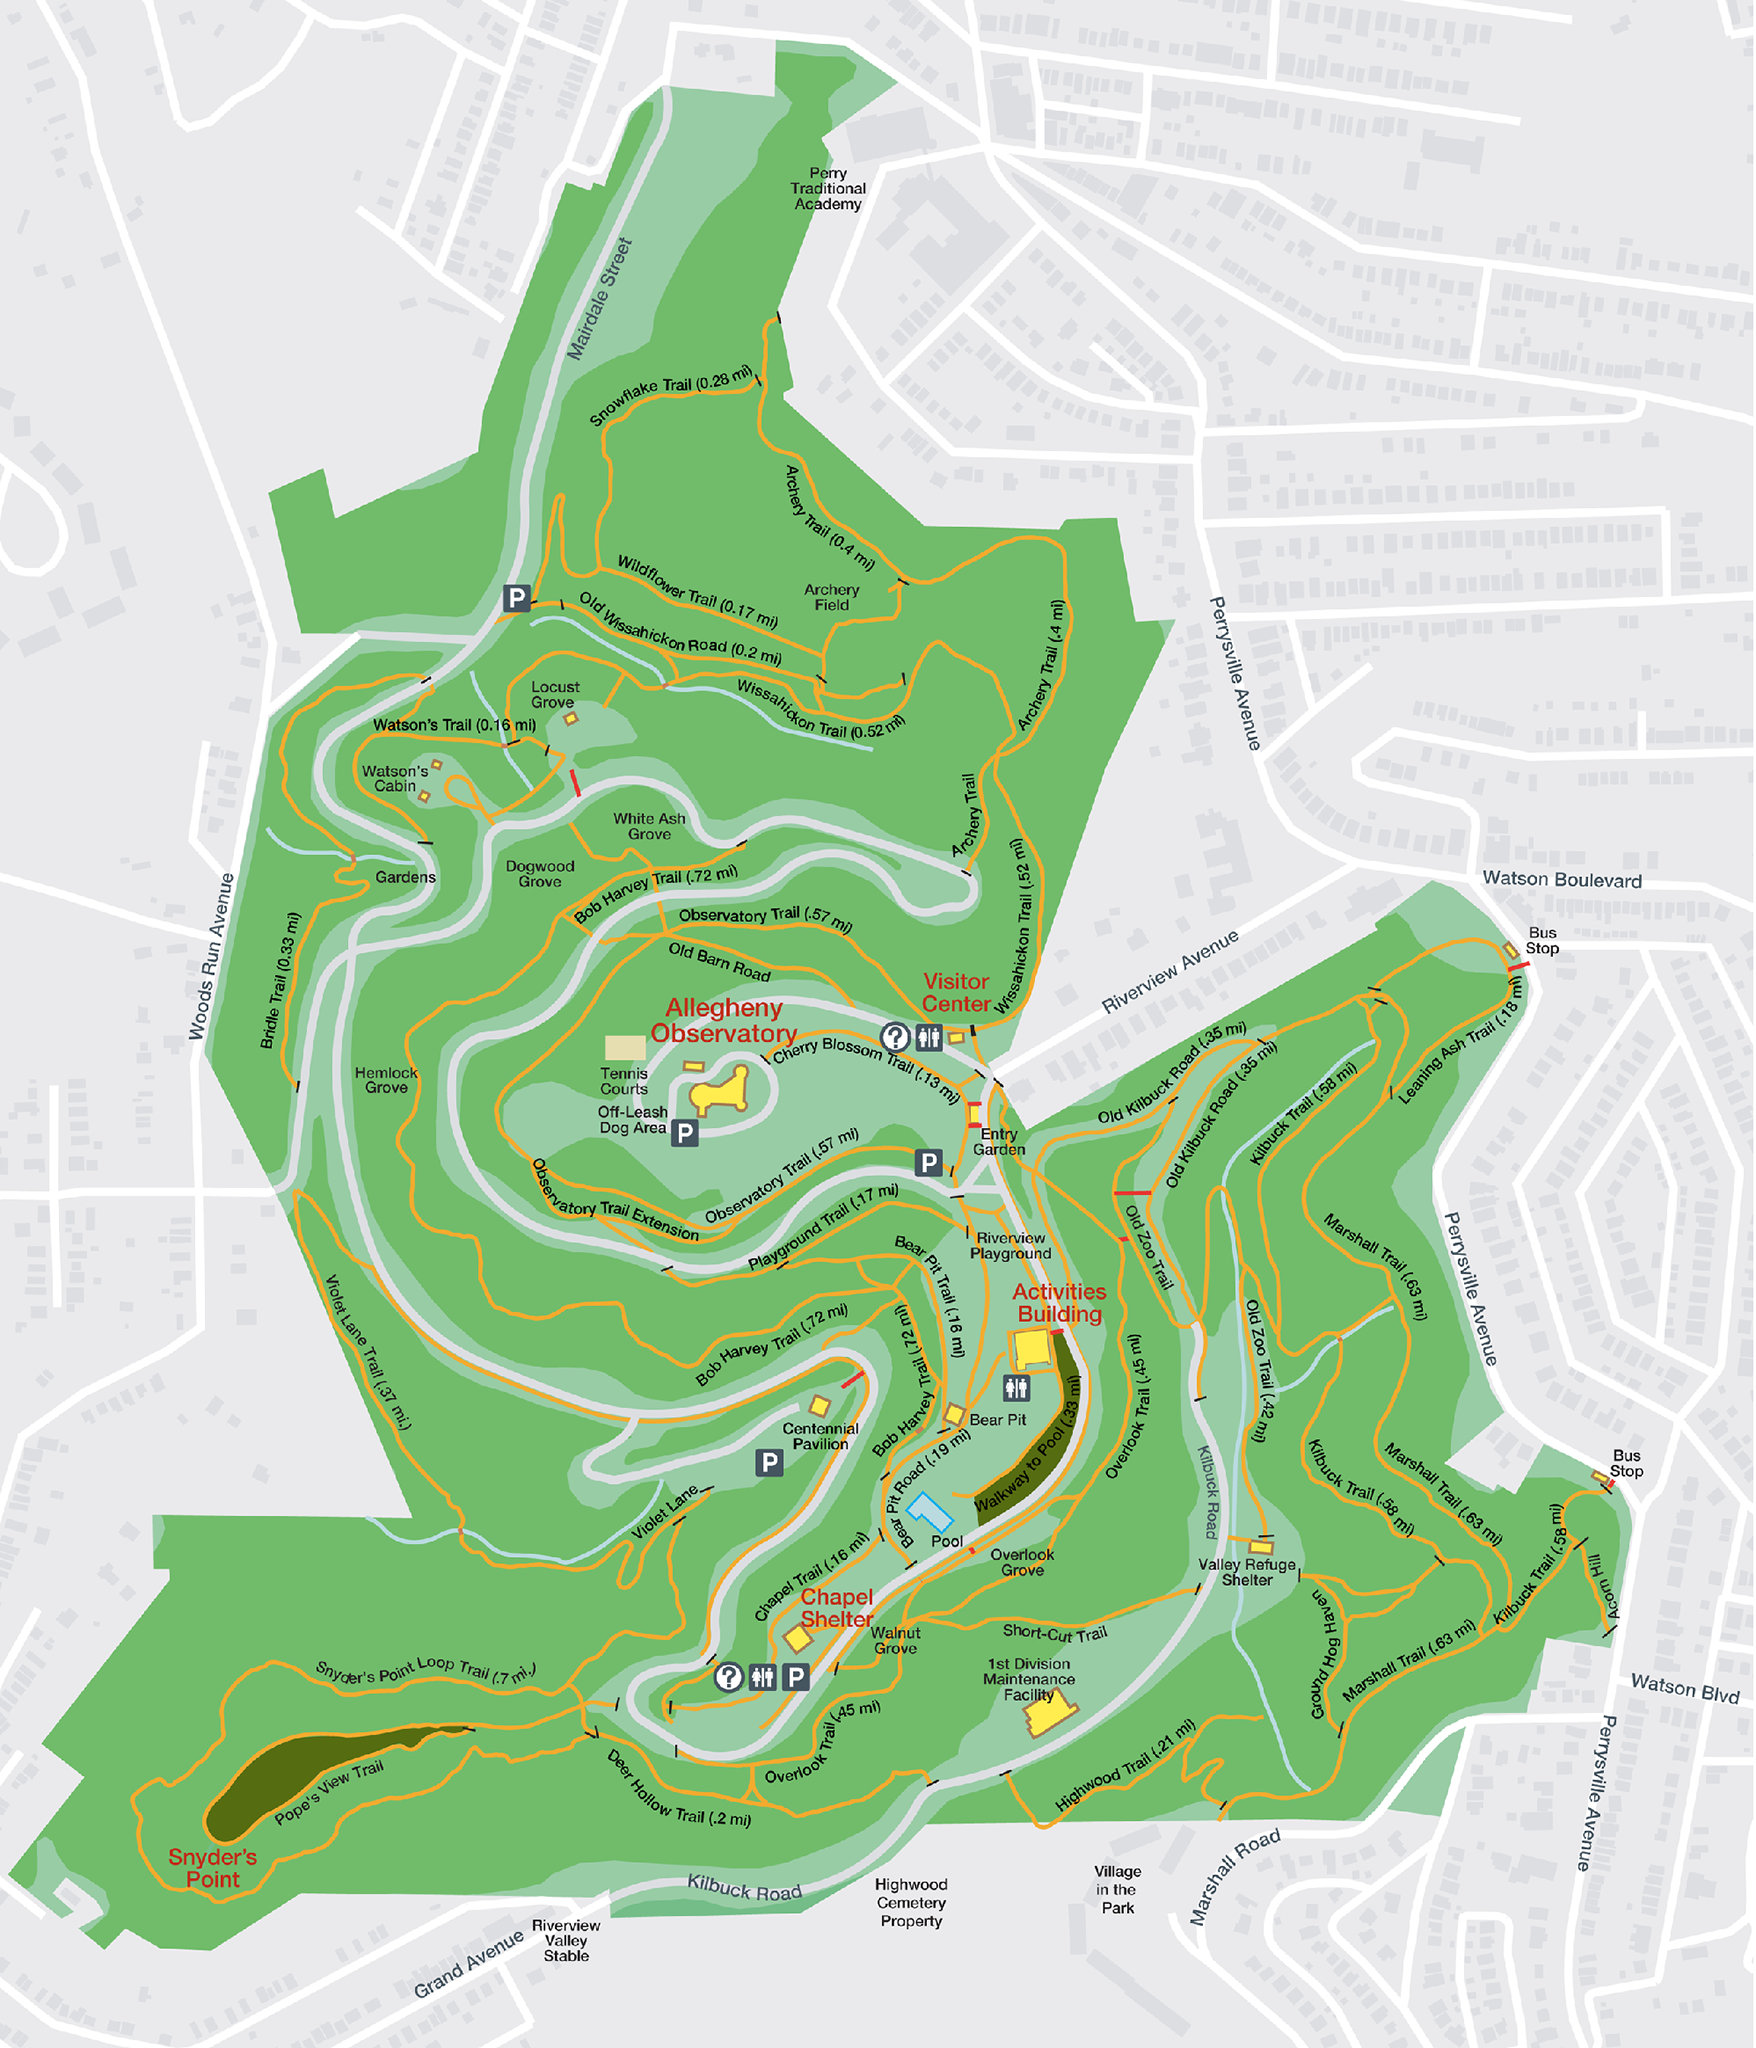 Perry
Traditional
Academy
Mairdale Street
Snowflake Trail (0.28 mi)
Archery Trail (0.4 mi)
Wildflower Trail (0.17 mi)
Archery
Field
Old Wissahickon Road (0.2 mi)
Archery Trail (.4 mi)
Perrysville Avenue
Locust
Grove
Wissahickon Trail (0.52 mi)
Watson's Trail (0.16 mi)
Watson's
Cabin
White Ash
Grove
Archery Trail
Dogwood
Grove
Gardens
Bob Harvey Trail (.72 mi)
Wissahickon Trail (.52 mi)
Watson Boulevard
Woods Run Avenue
Bridle Trail (0.33 mi)
Observatory Trail (.57 mi)
Old Barn Road
Bus
Stop
Riverview Avenue
Visitor
Center
Allegheny
Observatory
?
Cherry Blossom Trail (.13 mi)
Leaning Ash Trail (.18 mi)
Old Kilbuck Road (.35 mi)
Old Kilbuck Road (.35 mi)
Kilbuck Trail (.58 mi)
Hemlock
Grove
Tennis
Courts
Off-Leash
Dog Area
P
Entry
Garden
P
P
Observatory Trail (.57 mi)
Observatory Trail Extension
Playground Trail (.17 mi)
Riverview
Playground
Old Zoo Trail
Marshall Trail (.63 mi)
Perrysville Avenue
Bear Pit Trail (.16 mi)
Activities
Building
Violet Lane Trail (.37 mi.)
Bob Harvey Trail (.72 mi)
Bob Harvey Trail (.72 mi)
Old Zoo Trail (.42 mi)
Overlook Trail (.45 mi)
Centennial
Pavilion
Bear Pit
Bob Harvey Trail (.72 mi)
Walkway to Pool (.33 mi)
Bear Pit Road (.19 mi)
P
Kilbuck Road
Kilbuck Trail (.58 mi)
Marshall Trail (.63 mi)
Bus
Stop
Violet Lane
Pool
Overlook
Grove
Valley Refuge
Shelter
Kilbuck Trail (.58 mi)
Acorn Hill
Chapel Trail (.16 mi)
Chapel
Shelter
Walnut
Grove
Short-Cut Trail
Ground Hog Haven
Marshall Trail (.63 mi)
Snyder's Point Loop Trail (.7 mi.)
?
P
1st Division
Maintenance
Facility
Watson Blvd
Perrysville Avenue
Overlook Trail (.45 mi)
Highwood Trail (.21 mi)
Deer Hollow Trail (.2 mi)
Pope's View Trail
Snyder's
Point
Marshall Road
Kilbuck Road
Highwood
Cemetery
Property
Village
in the
Park
Riverview
Valley
Stable
Grand Avenue